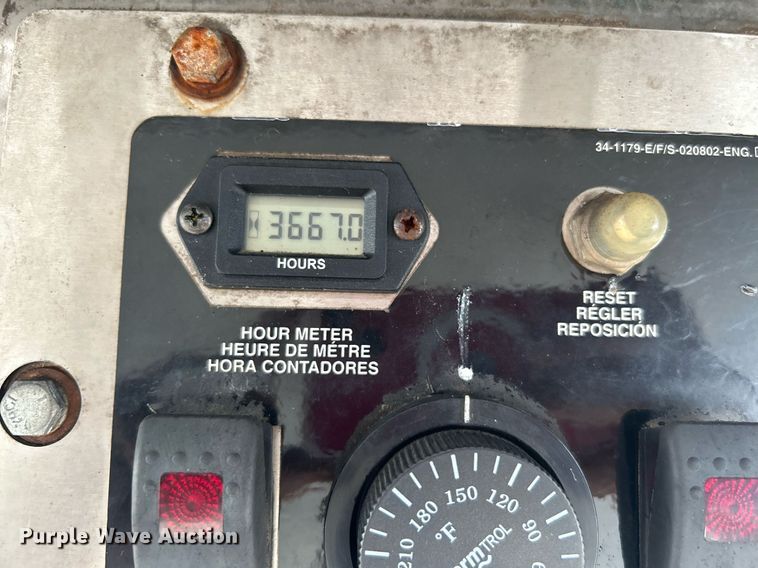 34-1179-E/F/S-020802-ENG.
3667.0
HOURS
HOUR METER
HEURE DE MÉTRE
HORA CONTADORES
RESET
RÉGLER
REPOSICIÓN
210 180 150 120 90
°F
TROL
Purple Wave Auction